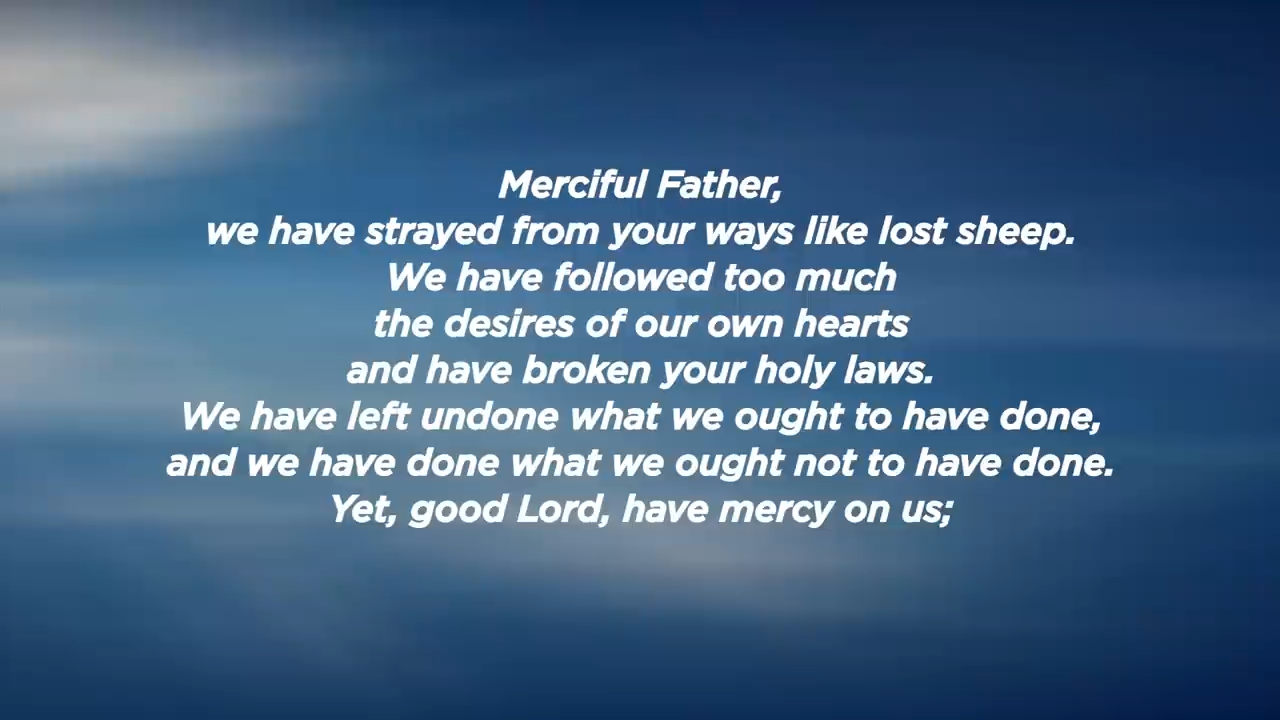 Merciful Father,
we have strayed from your ways like lost sheep.
We have followed too much
the desires of our own hearts
and have broken your holy laws.
We have left undone what we ought to have done,
and we have done what we ought not to have done.
Yet, good Lord, have mercy on us;